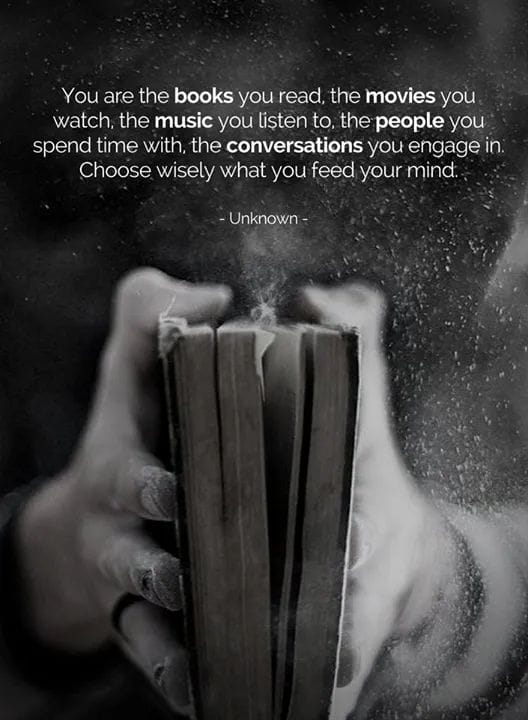 You are the books you read, the movies you
watch, the music you listen to, the people you
spend time with, the conversations you engage in.
Choose wisely what you feed your mind.
- Unknown -